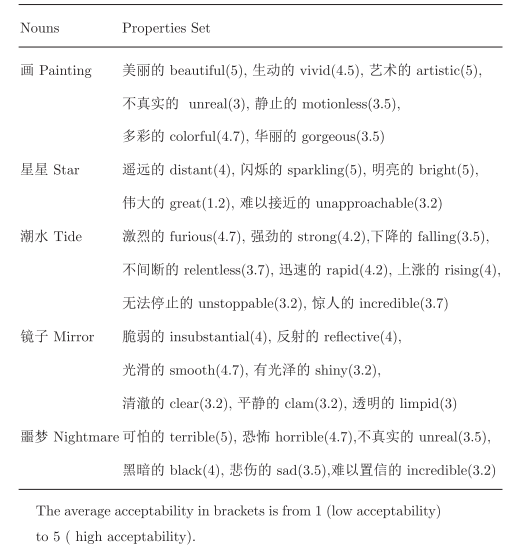 Nouns Properties Set
画 Painting 美丽的 beautiful(5), 生动的 vivid(4.5), 艺术的 artistic(5),
不真实的 unreal(3), 静止的 motionless(3.5),
多彩的 colorful(4.7), 华丽的 gorgeous(3.5)
星星 Star 遥远的 distant(4), 闪烁的 sparkling(5), 明亮的 bright(5),
伟大的 great(1.2), 难以接近的 unapproachable(3.2)
潮水 Tide 激烈的 furious(4.7), 强劲的 strong(4.2),下降的 falling(3.5),
不间断的 relentless(3.7), 迅速的 rapid(4.2), 上涨的 rising(4),
无法停止的 unstoppable(3.2), 惊人的 incredible(3.7)
镜子 Mirror 脆弱的 insubstantial(4), 反射的 reflective(4),
光滑的 smooth(4.7), 有光泽的 shiny(3.2),
清澈的 clear(3.2), 平静的 clam(3.2), 透明的 limpid(3)
噩梦 Nightmare 可怕的 terrible(5), 恐怖 horrible(4.7),不真实的 unreal(3.5),
黑暗的 black(4), 悲伤的 sad(3.5),难以置信的 incredible(3.2)
The average acceptability in brackets is from 1 (low acceptability)
to 5 ( high acceptability).